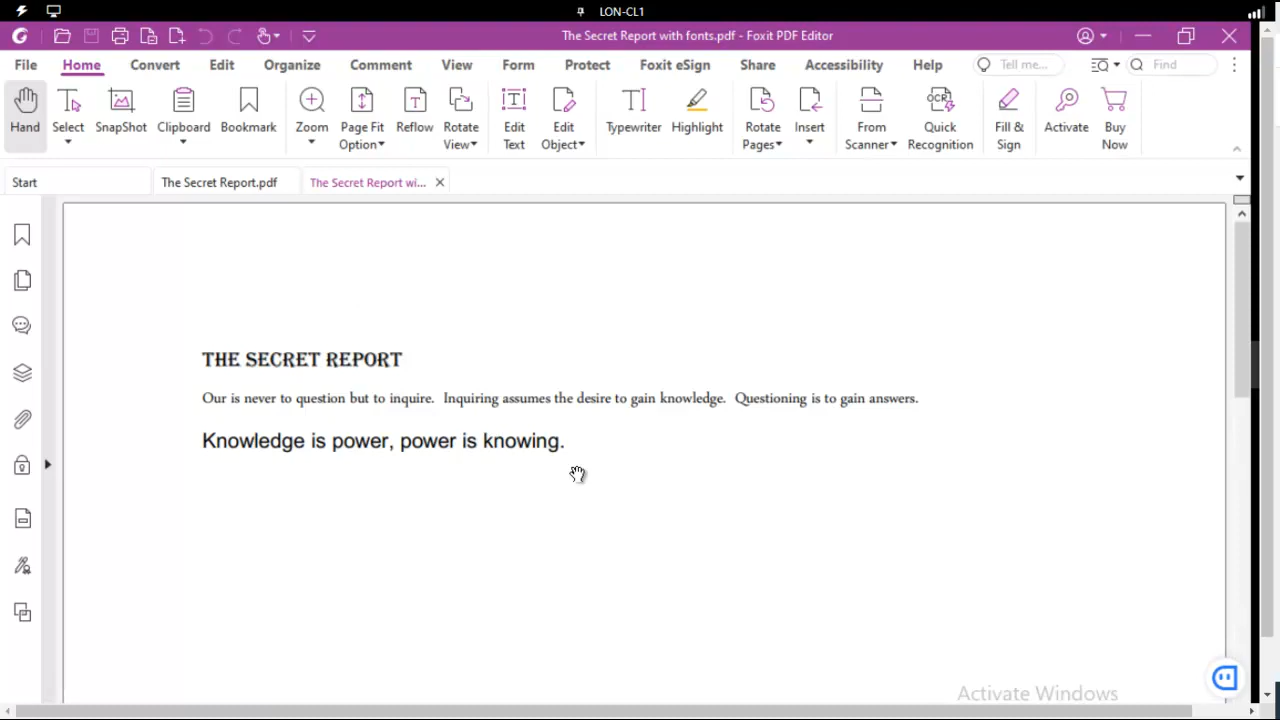 LON-CL1
The Secret Report with fonts.pdf - Foxit PDF Editor
File Home Convert Edit Organize Comment View Form Protect Foxit eSign Share Accessibility Help Tell me... Find
Hand Select SnapShot Clipboard Bookmark Zoom Page Fit Option Reflow Rotate View Edit Text Edit Object Typewriter Highlight Rotate Pages Insert From Scanner OCR Quick Recognition Fill & Sign Activate Buy Now
Start The Secret Report.pdf The Secret Report wi...
THE SECRET REPORT
Our is never to question but to inquire. Inquiring assumes the desire to gain knowledge. Questioning is to gain answers.
Knowledge is power, power is knowing.
Activate Windows